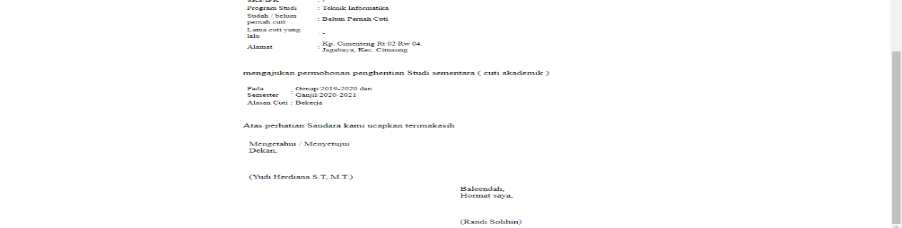 Program Studi : Teknik Informatika
Sudah / belum
pernah cuti : Belum Pernah Cuti
Lama cuti yang
lalu : -
Alamat : Kp. Cimenteng Rt 02 Rw 04.
Jagabaya, Kec. Cimaung
mengajukan permohonan penghentian Studi sementara ( cuti akademik )
Pada
Semester : Genap/2019-2020 dan
Ganjil/2020-2021
Alasan Cuti : Bekerja
Atas perhatian Saudara kami ucapkan terimakasih
Mengetahui / Menyetujui
Dekan,
(Yudi Herdiana S.T, M.T.)
Baleendah,
Hormat saya,
(Randi Solihin)